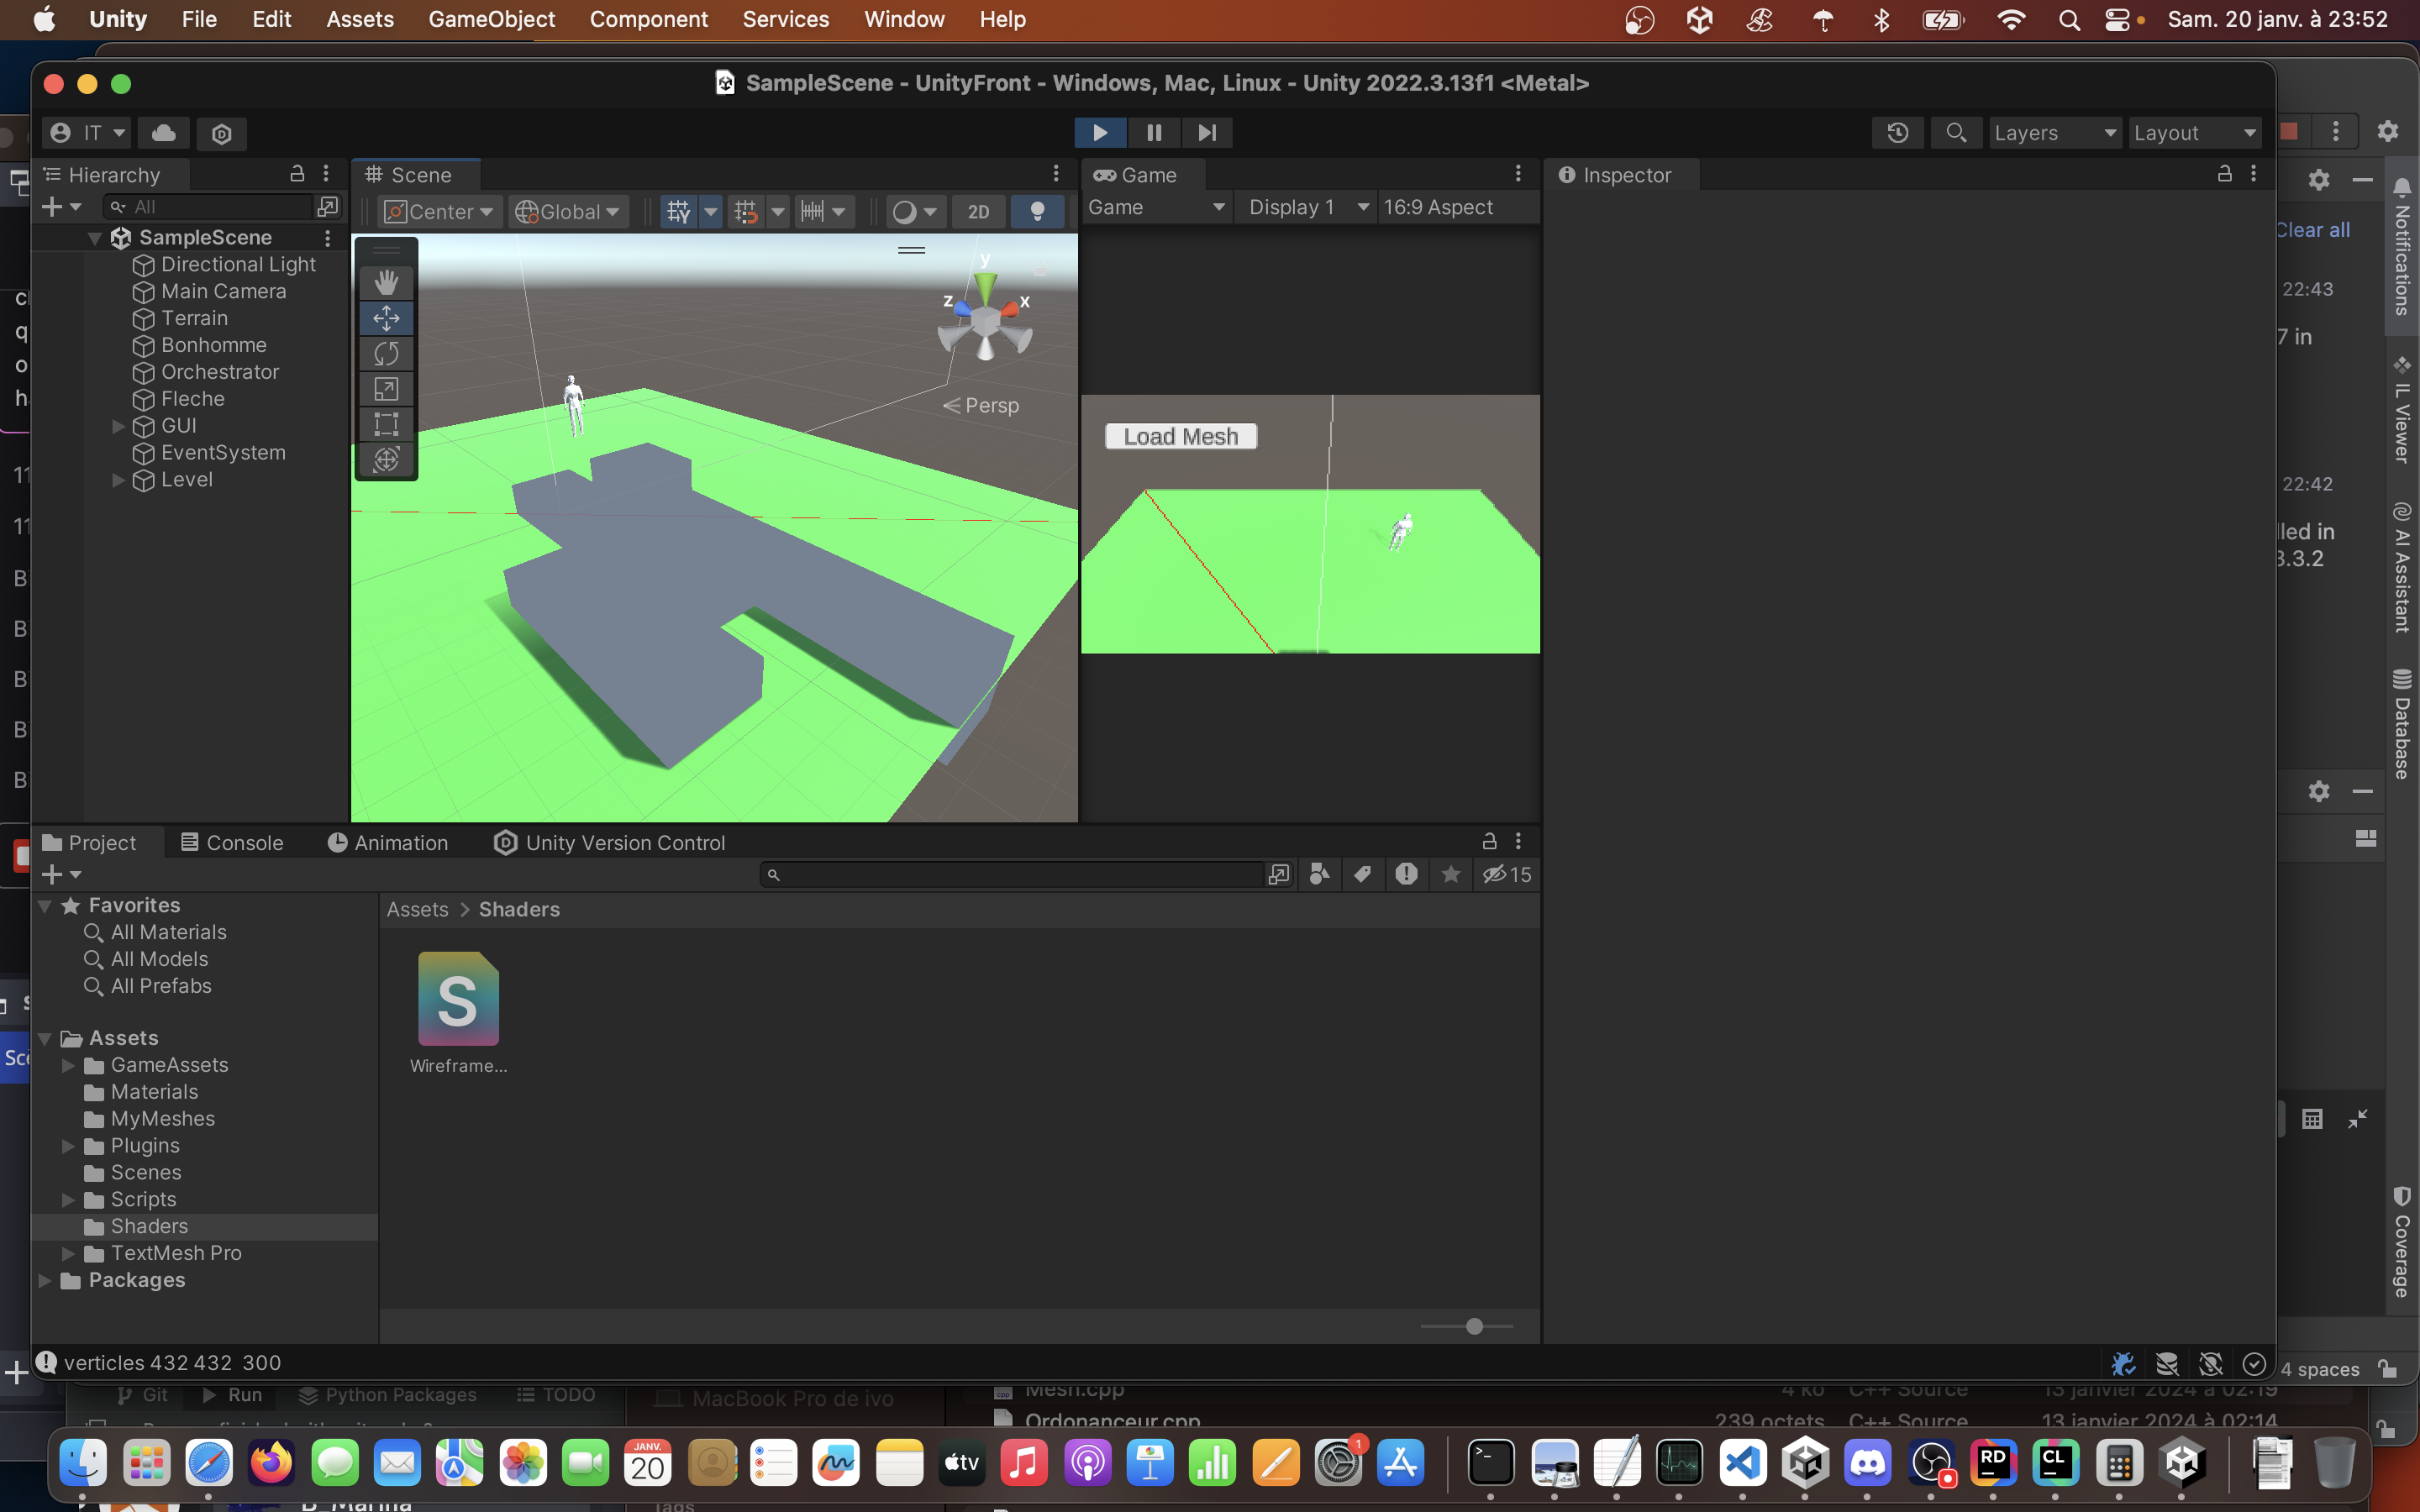 Unity File Edit Assets GameObject Component Services Window Help Sam. 20 janv. à 23:52
SampleScene - UnityFront - Windows, Mac, Linux - Unity 2022.3.13f1 <Metal>
IT Layers Layout
Hierarchy
All
SampleScene
Directional Light
Main Camera
Terrain
Bonhomme
Orchestrator
Fleche
GUI
EventSystem
Level
Scene
Center Global 2D
y
z x
Persp
Game
Game Display 1 16:9 Aspect
Load Mesh
Inspector
Clear all
22:43
7 in
22:42
lled in
3.3.2
Notifications
IL Viewer
AI Assistant
Database
Coverage
Project Console Animation Unity Version Control
15
Favorites
All Materials
All Models
All Prefabs
Assets
GameAssets
Materials
MyMeshes
Plugins
Scenes
Scripts
Shaders
TextMesh Pro
Packages
Assets > Shaders
S
Wireframe...
verticles 432 432 300
4 spaces
Git Run Python Packages TODO
MacBook Pro de ivo
Mesh.cpp 4 ko C++ Source 13 janvier 2024 à 02:19
Ordonanceur.cpp 239 octets C++ Source 13 janvier 2024 à 02:14
JANV.
20
tv
1
RD
CL
Tags